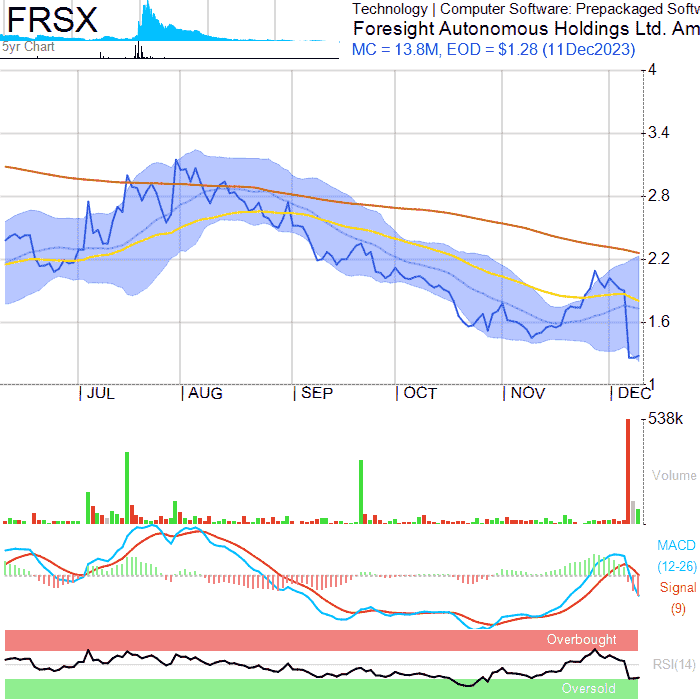 FRSX
5yr Chart
Technology | Computer Software: Prepackaged Softw
Foresight Autonomous Holdings Ltd. Am
MC = 13.8M, EOD = $1.28 (11Dec2023)
4
3.4
2.8
2.2
1.6
1
JUL
AUG
SEP
OCT
NOV
DEC
538k
Volume
MACD
(12-26)
Signal
(9)
Overbought
RSI(14)
Oversold